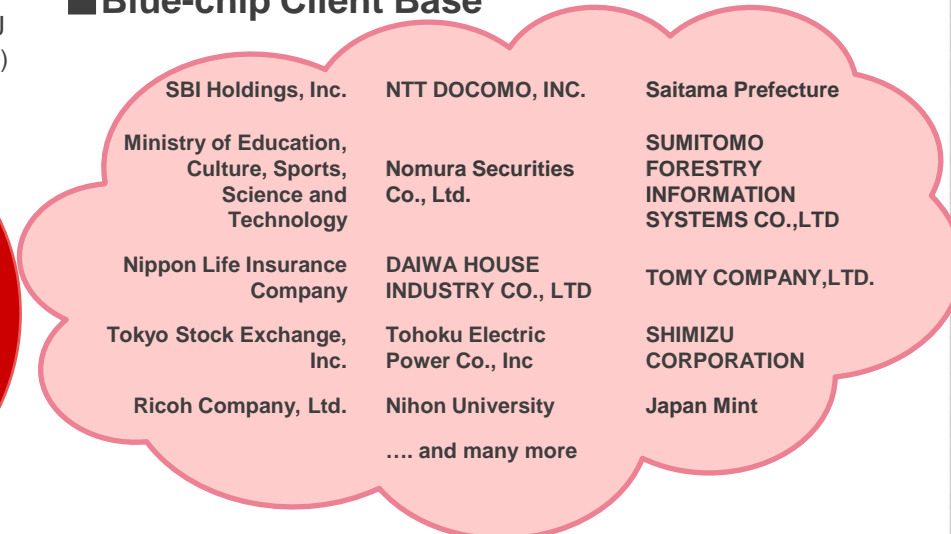 ■Blue-chip Client Base
)
SBI Holdings, Inc.
NTT DOCOMO, INC.
Saitama Prefecture
Ministry of Education,
Culture, Sports,
Science and
Technology
Nomura Securities
Co., Ltd.
SUMITOMO
FORESTRY
INFORMATION
SYSTEMS CO.,LTD
Nippon Life Insurance
Company
DAIWA HOUSE
INDUSTRY CO., LTD
TOMY COMPANY,LTD.
Tokyo Stock Exchange,
Inc.
Tohoku Electric
Power Co., Inc
SHIMIZU
CORPORATION
Ricoh Company, Ltd.
Nihon University
Japan Mint
…. and many more